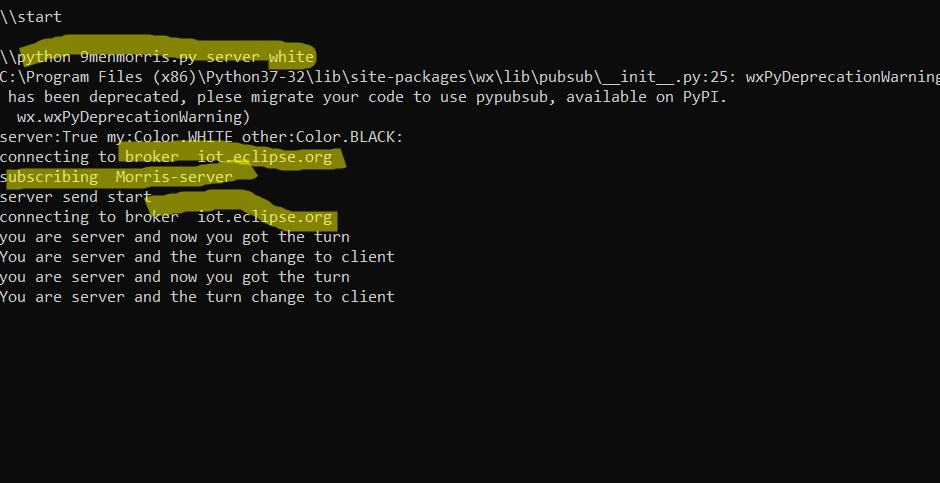 \\start
\\python 9menmorris.py server white
C:\Program Files (x86)\Python37-32\lib\site-packages\wx\lib\pubsub\__init__.py:25: wxPyDeprecationWarning
has been deprecated, plese migrate your code to use pypubsub, available on PyPI.
wx.wxPyDeprecationWarning)
server:True my:Color.WHITE other:Color.BLACK:
connecting to broker  iot.eclipse.org
subscribing  Morris-server
server send start
connecting to broker  iot.eclipse.org
you are server and now you got the turn
You are server and the turn change to client
you are server and now you got the turn
You are server and the turn change to client